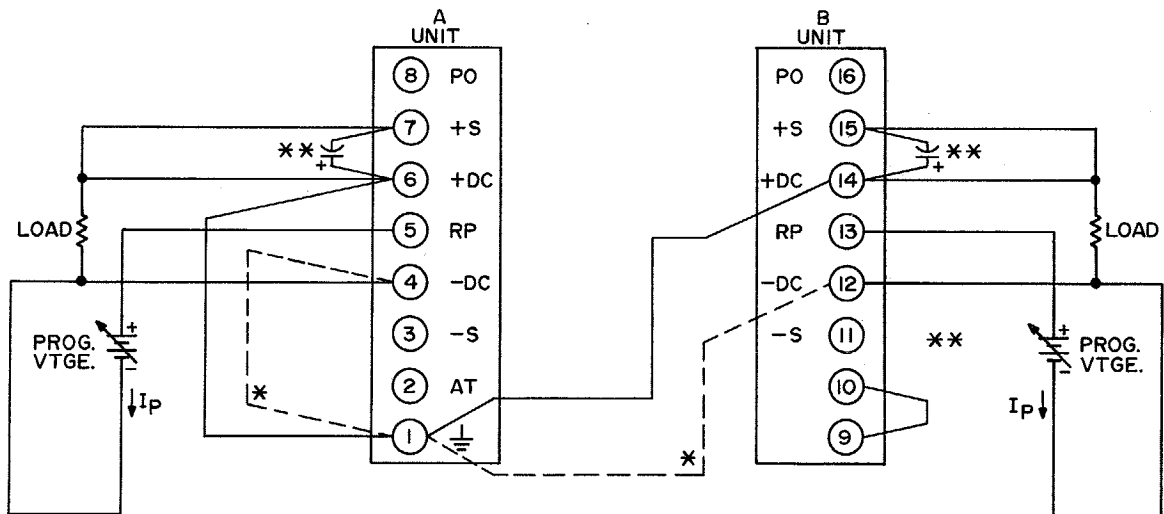 A
UNIT
B
UNIT
8 PO
PO 16
7 +S
+S 15
**
+
**
+
6 +DC
+DC 14
LOAD
5 RP
RP 13
LOAD
4 -DC
-DC 12
3 -S
-S 11
**
PROG.
VTGE.
+
-
PROG.
VTGE.
+
-
2 AT
10
*
IP
IP
1
9
*